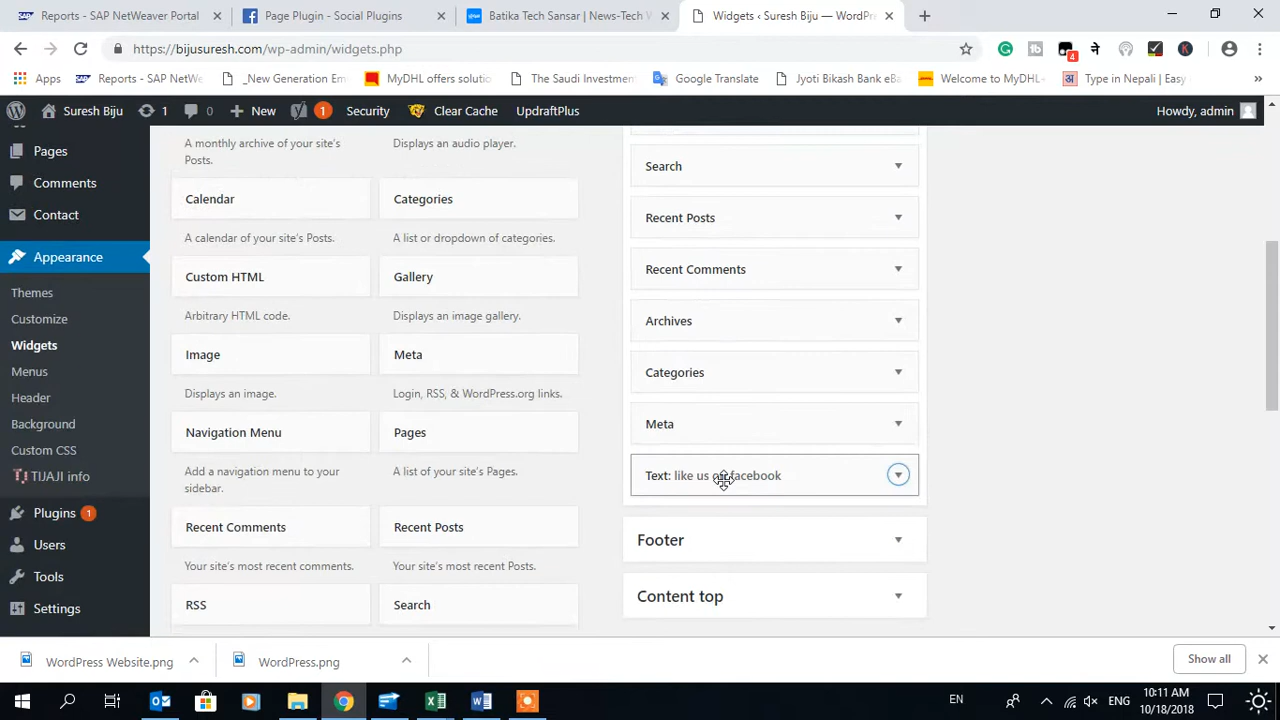 Reports - SAP NetWeaver Portal
Page Plugin - Social Plugins
Batika Tech Sansar | News-Tech W
Widgets ‹ Suresh Biju — WordPre
https://bijusuresh.com/wp-admin/widgets.php
4
ने
K
Apps
Reports - SAP NetWe
_New Generation Em
MyDHL offers solutio
The Saudi Investmen
Google Translate
Jyoti Bikash Bank eBa
Welcome to MyDHL
अ
Type in Nepali | Easy
»
Suresh Biju
1
0
New
1
Security
Clear Cache
UpdraftPlus
Howdy, admin
Pages
Comments
Contact
Appearance
Themes
Customize
Widgets
Menus
Header
Background
Custom CSS
TIJAJI info
Plugins 1
Users
Tools
Settings
A monthly archive of your site's
Posts.
Displays an audio player.
Calendar
Categories
A calendar of your site's Posts.
A list or dropdown of categories.
Custom HTML
Gallery
Arbitrary HTML code.
Displays an image gallery.
Image
Meta
Displays an image.
Login, RSS, & WordPress.org links.
Navigation Menu
Pages
Add a navigation menu to your
sidebar.
A list of your site's Pages.
Recent Comments
Recent Posts
Your site's most recent comments.
Your site's most recent Posts.
RSS
Search
Search
Recent Posts
Recent Comments
Archives
Categories
Meta
Text: like us on facebook
Footer
Content top
WordPress Website.png
WordPress.png
Show all
EN
ENG
10:11 AM
10/18/2018